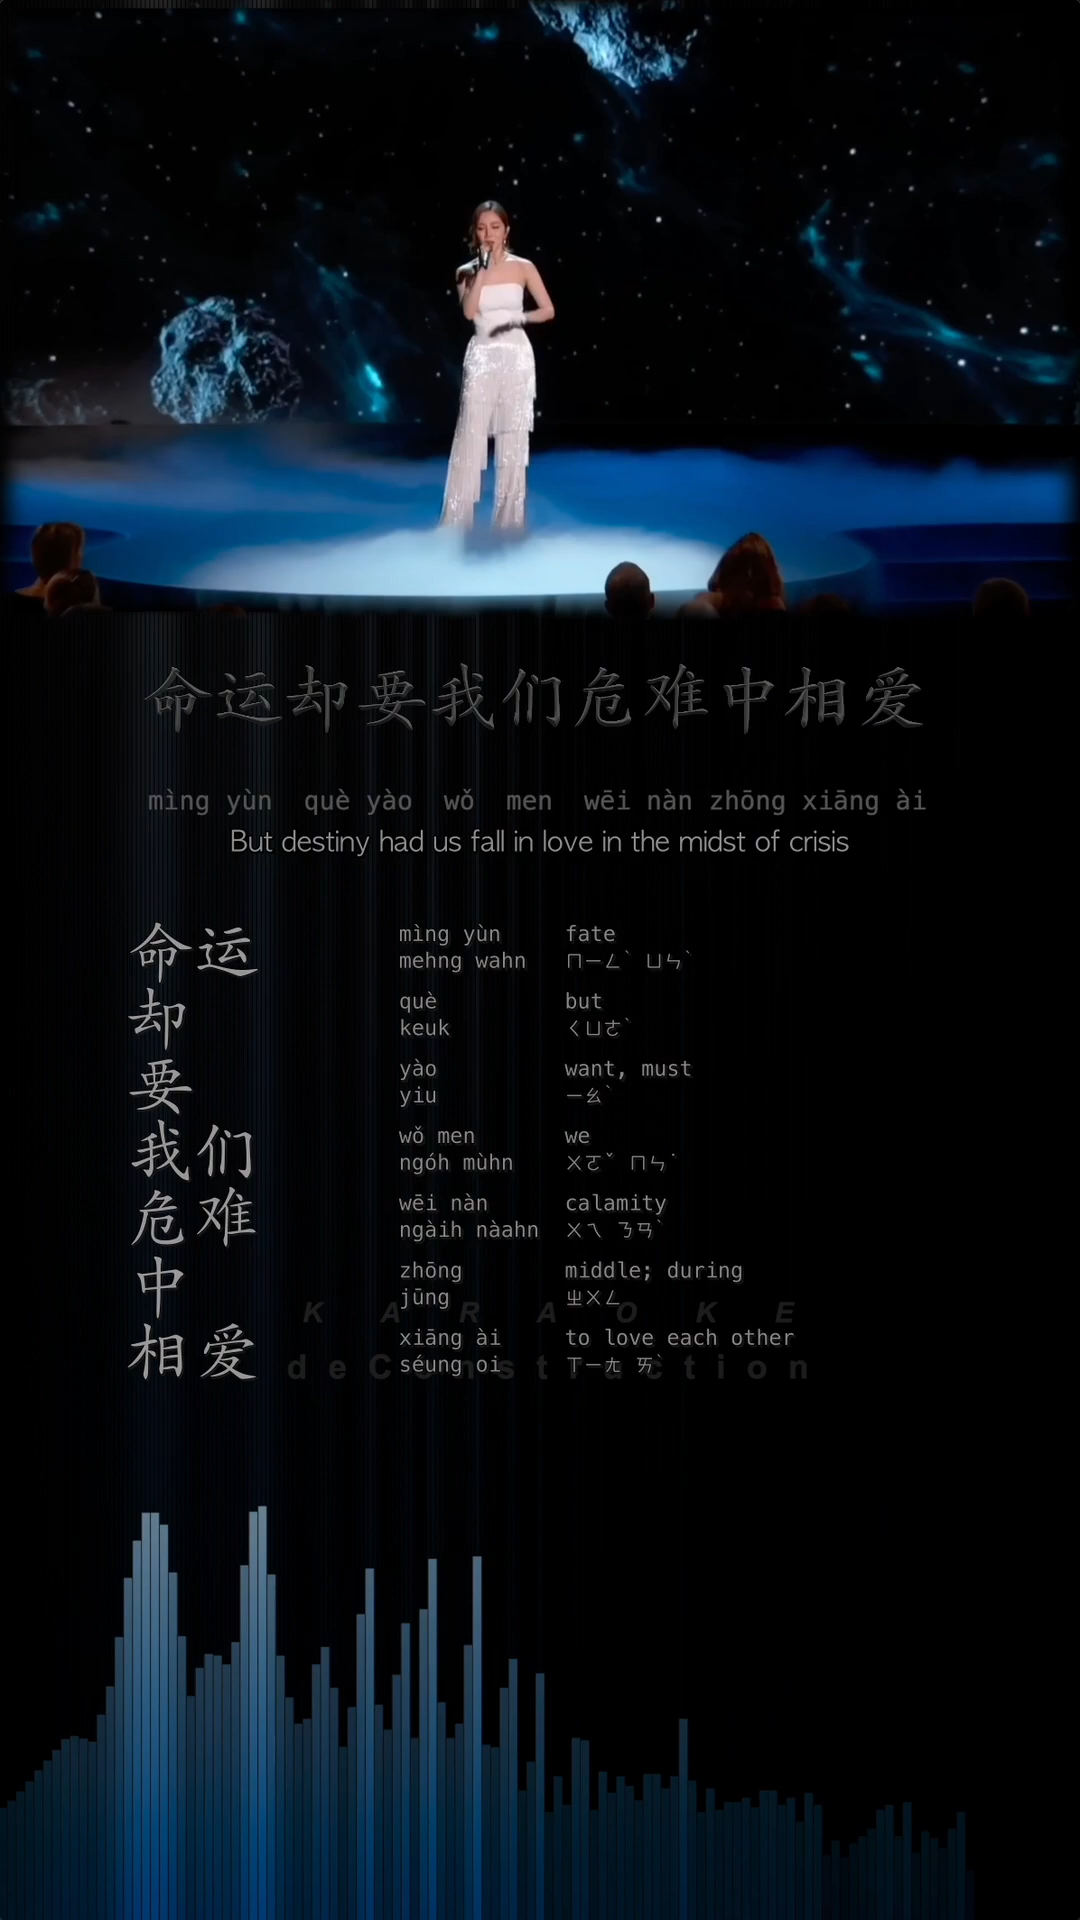 命运却要我们危难中相爱
mìng yùn què yào wǒ men wēi nàn zhōng xiāng ài
But destiny had us fall in love in the midst of crisis
命运 mìng yùn fate
mehng wahn ㄇㄧㄥˋ ㄩㄣˋ
却 què but
keuk ㄑㄩㄜˋ
要 yào want, must
yiu ㄧㄠˋ
我们 wǒ men we
ngóh mùhn ㄨㄛˇ ㄇㄣ˙
危难 wēi nàn calamity
ngàih nàahn ㄨㄟ ㄋㄢˋ
中 zhōng middle; during
jūng ㄓㄨㄥ
KARAOKE
相爱 xiāng ài to love each other
séung oi ㄒㄧㄤ ㄞˋ
deConstruction